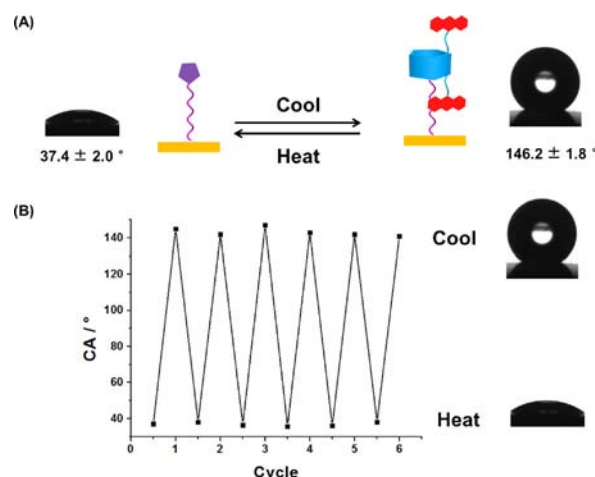 (A)
Cool
Heat
37.4 ± 2.0 °
146.2 ± 1.8 °
(B)
CA / °
140
120
100
80
60
40
0 1 2 3 4 5 6
Cycle
Cool
Heat